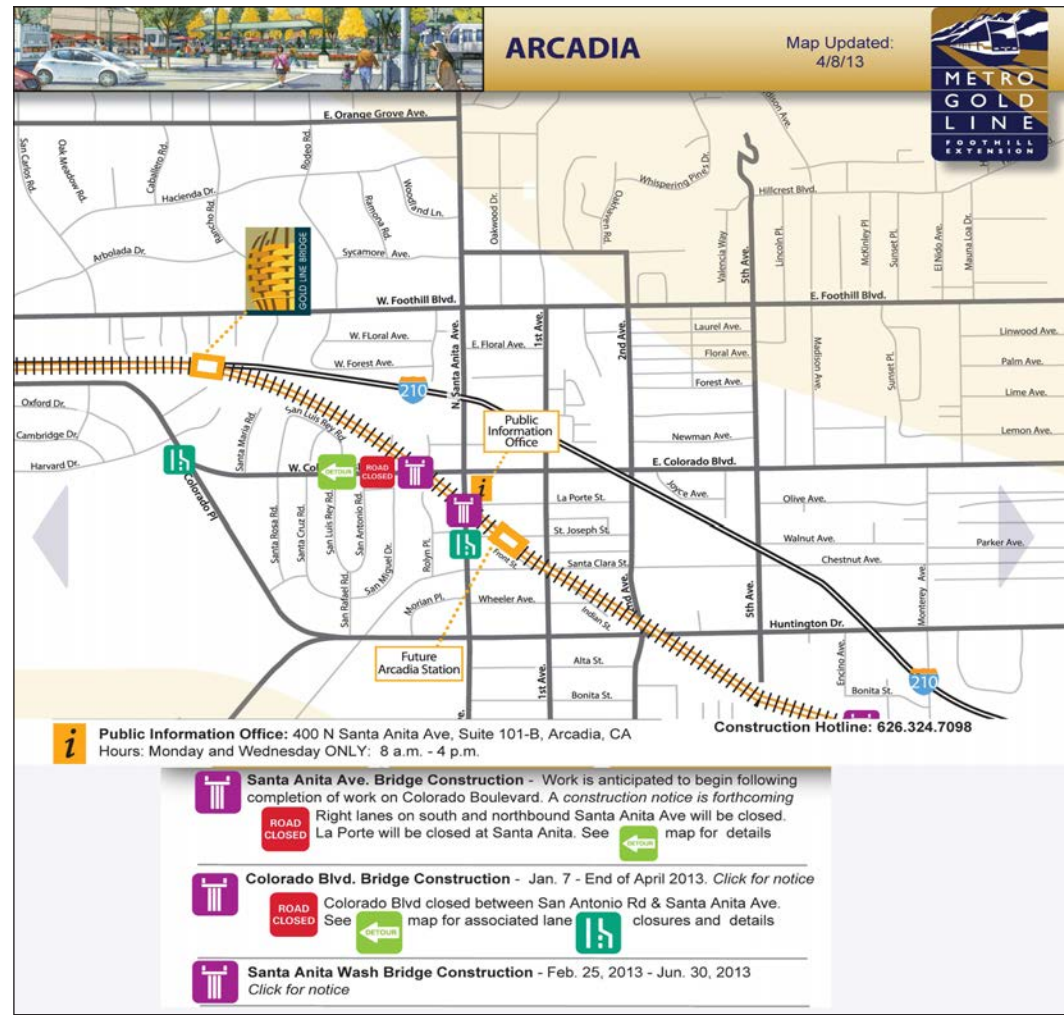 ARCADIA
Map Updated:
4/8/13
METRO
GOLD
LINE
FOOTHILL
EXTENSION
E. Orange Grove Ave.
San Carlos Rd.
Oak Meadow Rd.
Caballero Rd.
Hacienda Dr.
Rancho Rd.
Rodeo Rd.
Ramona Rd.
Woodland Ln.
Arbolada Dr.
Sycamore Ave.
Oakwood Dr.
Oakhaven Rd.
Whispering Pine's Dr.
Hillcrest Blvd.
Valencia Way
5th Ave.
Lincoln Pl.
McKinley Pl
Sunset Pl.
El Nido Ave.
Mauna Loa Dr.
GOLD LINE BRIDGE
W. Foothill Blvd.
E. Foothill Blvd.
W. FLoral Ave.
N. Santa Anita Ave.
E. Floral Ave.
1st Ave.
2nd Ave.
Laurel Ave.
Floral Ave.
Forest Ave.
Madison Ave.
Sunset Pl.
Linwood Ave.
Palm Ave.
Lime Ave.
Lemon Ave.
W. Forest Ave.
210
Oxford Dr.
Cambridge Dr.
Harvard Dr.
Santa Maria Rd.
San Luis Rey Rd.
Public
Information
Office
Newman Ave.
W. Col
DETOUR
ROAD
CLOSED
E. Colorado Blvd.
Colorado Pl
i
La Porte St.
Joyce Ave.
Olive Ave.
Santa Rosa Rd.
Santa Cruz Rd.
San Luis Rey Rd.
San Antonio Rd.
San Rafael Rd.
San Miguel Dr.
Rolyn Pl.
St. Joseph St.
Walnut Ave.
Parker Ave.
Front St.
Santa Clara St.
Chestnut Ave.
Morlan Pl.
Wheeler Ave.
Indian St.
2nd Ave.
5th Ave.
Monterey Ave.
Huntington Dr.
Future
Arcadia Station
1st Ave.
Alta St.
Bonita St.
Encino Ave.
Bonita St.
210
i
Public Information Office: 400 N Santa Anita Ave, Suite 101-B, Arcadia, CA
Hours: Monday and Wednesday ONLY: 8 a.m. - 4 p.m.
Construction Hotline: 626.324.7098
Santa Anita Ave. Bridge Construction - Work is anticipated to begin following
completion of work on Colorado Boulevard. A construction notice is forthcoming
ROAD CLOSED Right lanes on south and northbound Santa Anita Ave will be closed.
La Porte will be closed at Santa Anita. See DETOUR map for details
Colorado Blvd. Bridge Construction - Jan. 7 - End of April 2013. Click for notice
ROAD CLOSED Colorado Blvd closed between San Antonio Rd & Santa Anita Ave.
See DETOUR map for associated lane closures and details
Santa Anita Wash Bridge Construction - Feb. 25, 2013 - Jun. 30, 2013
Click for notice